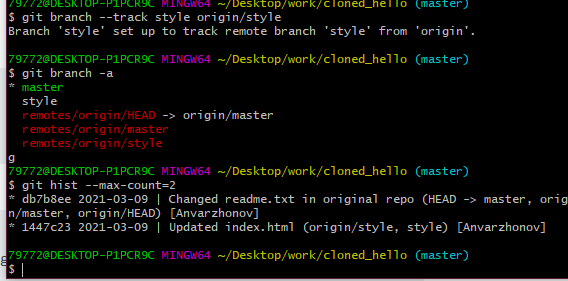 79772@DESKTOP-P1PCR9C MINGW64 ~/Desktop/work/cloned_hello (master)
$ git branch --track style origin/style
Branch 'style' set up to track remote branch 'style' from 'origin'.
79772@DESKTOP-P1PCR9C MINGW64 ~/Desktop/work/cloned_hello (master)
$ git branch -a
* master
style
remotes/origin/HEAD -> origin/master
remotes/origin/master
remotes/origin/style
g
79772@DESKTOP-P1PCR9C MINGW64 ~/Desktop/work/cloned_hello (master)
$ git hist --max-count=2
* db7b8ee 2021-03-09 | Changed readme.txt in original repo (HEAD -> master, origi
n/master, origin/HEAD) [Anvarzhonov]
* 1447c23 2021-03-09 | Updated index.html (origin/style, style) [Anvarzhonov]
79772@DESKTOP-P1PCR9C MINGW64 ~/Desktop/work/cloned_hello (master)
$